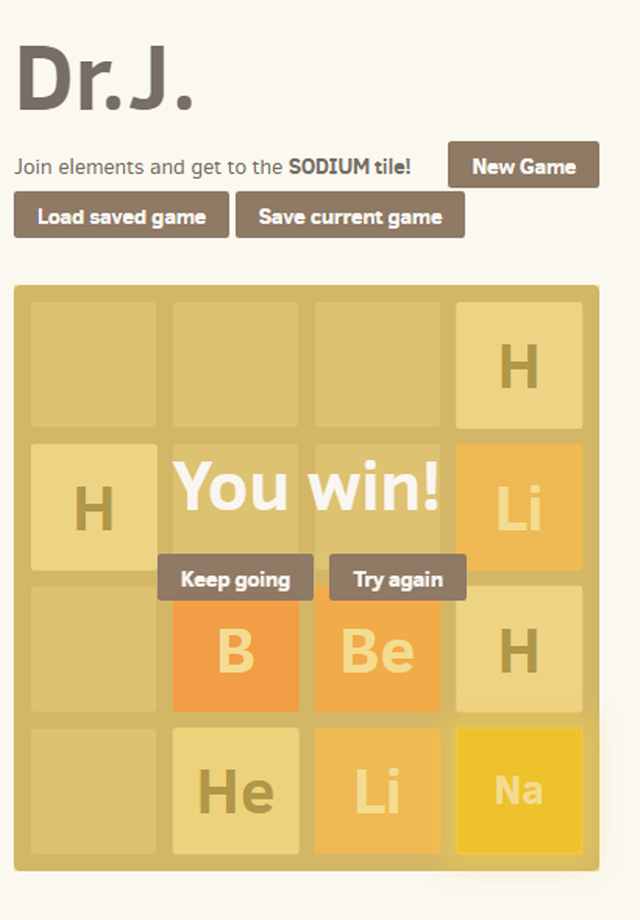 Dr.J.
Join elements and get to the SODIUM tile! New Game
Load saved game Save current game
H
H Li
You win!
Keep going Try again
B Be H
He Li Na